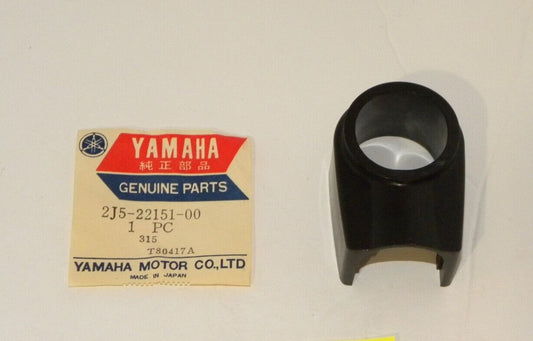 YAMAHA
純正部品
GENUINE PARTS
2J5-22151-00
1 PC
315
T80417A
YAMAHA MOTOR CO.,LTD
MADE IN JAPAN